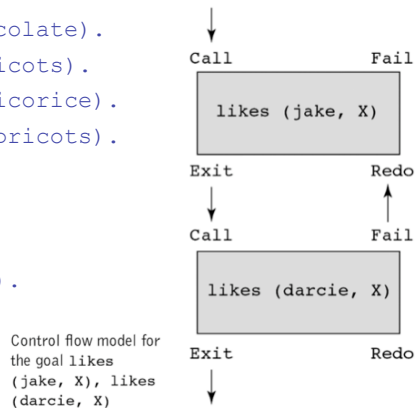 colate).
icots).
icorice).
pricots).
).
Call Fail
likes (jake, X)
Exit Redo
Call Fail
likes (darcie, X)
Exit Redo
Control flow model for
the goal likes
(jake, X), likes
(darcie, X)